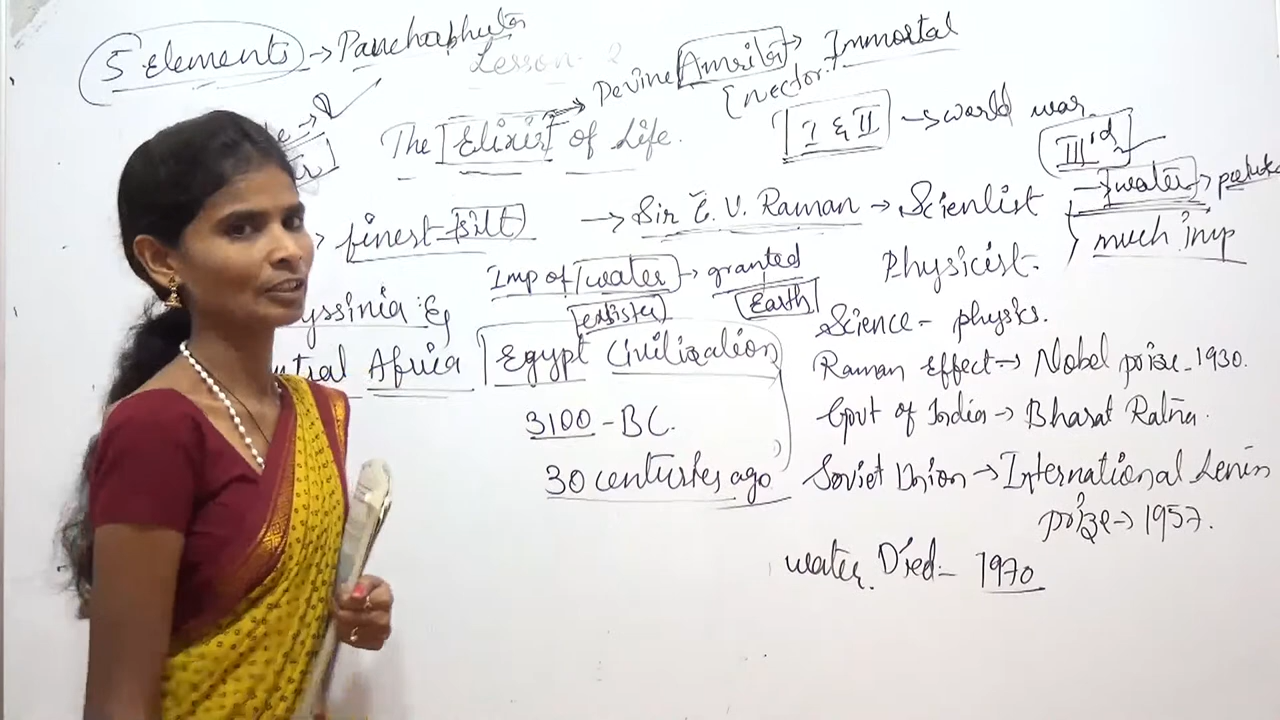 5 elements → Panchabhuta
Lesson - 2
Devine Amrita → Immortal
[nector]
The Elixir of Life.
I & II → world war
III rd
→ finest silt
→ Sir C. V. Raman → Scientist
water →
much imp
Imp of water → granted
Earth
Physicist.
yssinia &
Science - physics.
ntral Africa
Egypt Civilization
Raman Effect → Nobel prize - 1930.
3100 - BC.
Govt of India → Bharat Ratna.
30 centuries ago
Soviet Union → International Lenin
prize → 1957.
water. Died - 1970